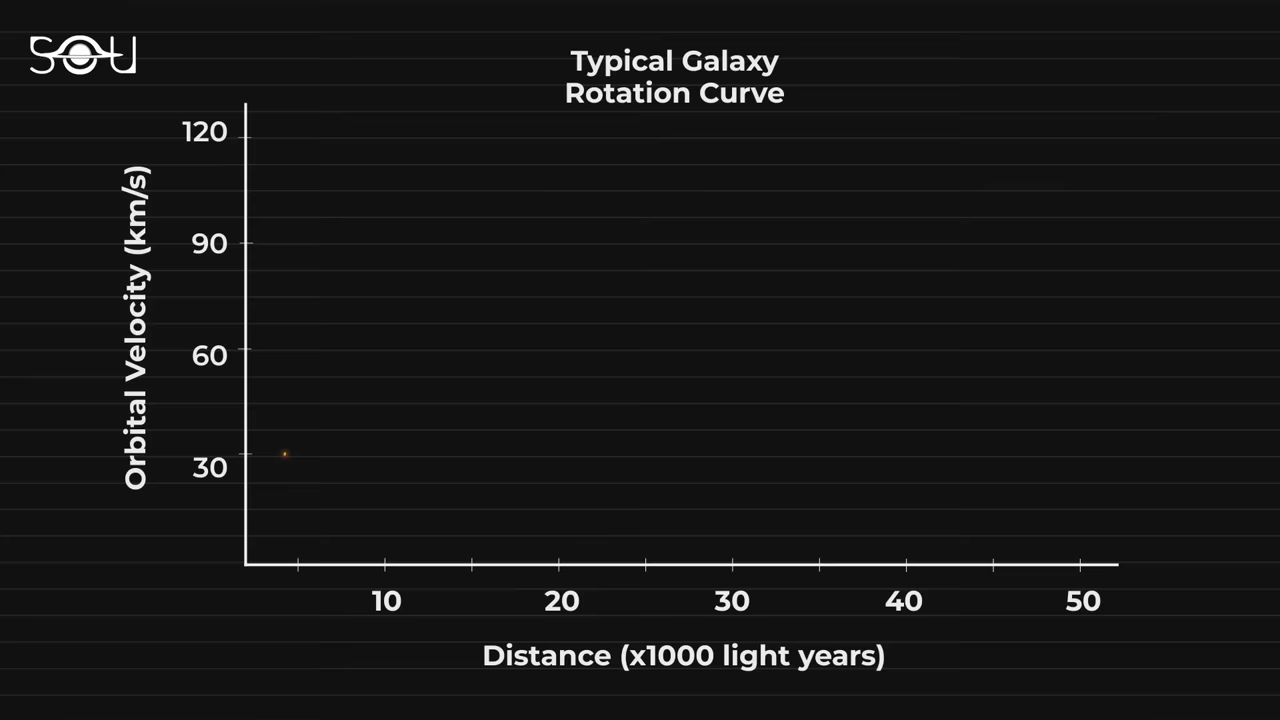 SOU
Typical Galaxy
Rotation Curve
120
90
60
30
Orbital Velocity (km/s)
10 20 30 40 50
Distance (x1000 light years)